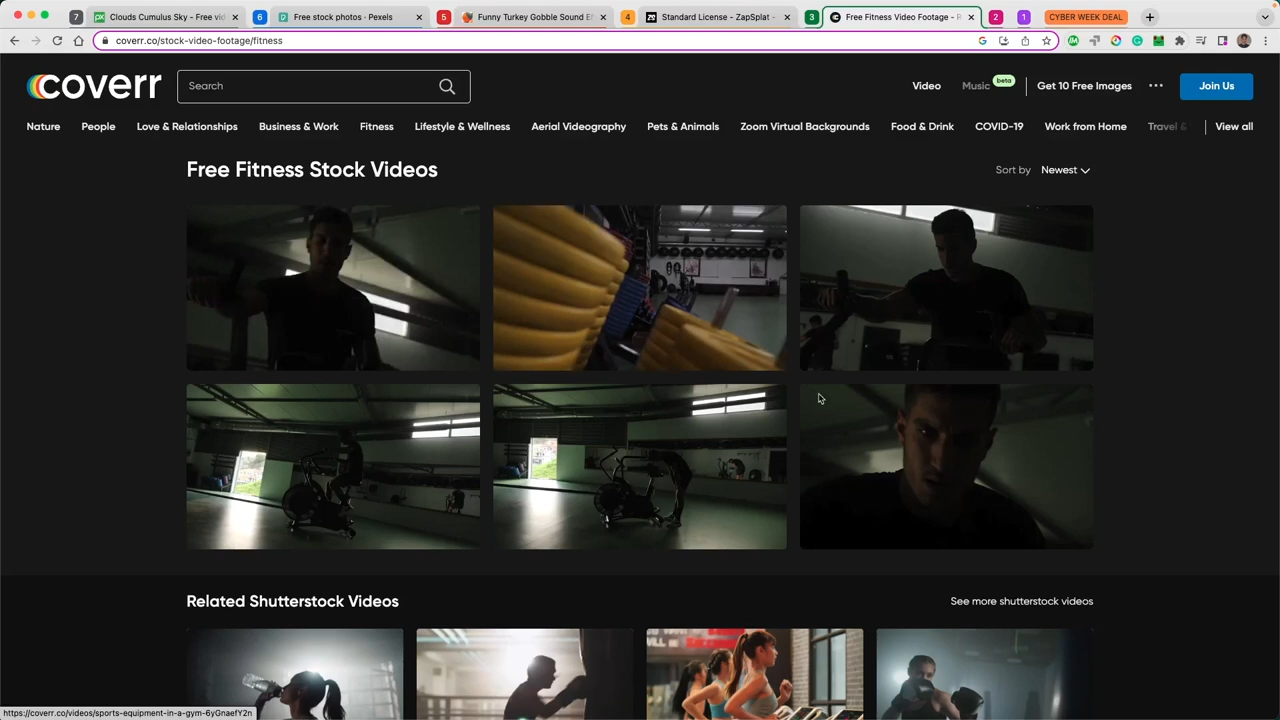 7
Clouds Cumulus Sky - Free vid
6
Free stock photos · Pexels
5
Funny Turkey Gobble Sound Ef
4
Standard License - ZapSplat -
3
Free Fitness Video Footage - R
2
1
CYBER WEEK DEAL
coverr.co/stock-video-footage/fitness
coverr
Search
Video
Music beta
Get 10 Free Images
Join Us
Nature
People
Love & Relationships
Business & Work
Fitness
Lifestyle & Wellness
Aerial Videography
Pets & Animals
Zoom Virtual Backgrounds
Food & Drink
COVID-19
Work from Home
Travel &
View all
Free Fitness Stock Videos
Sort by Newest
Related Shutterstock Videos
See more shutterstock videos
https://coverr.co/videos/sports-equipment-in-a-gym-6yGnaefY2n